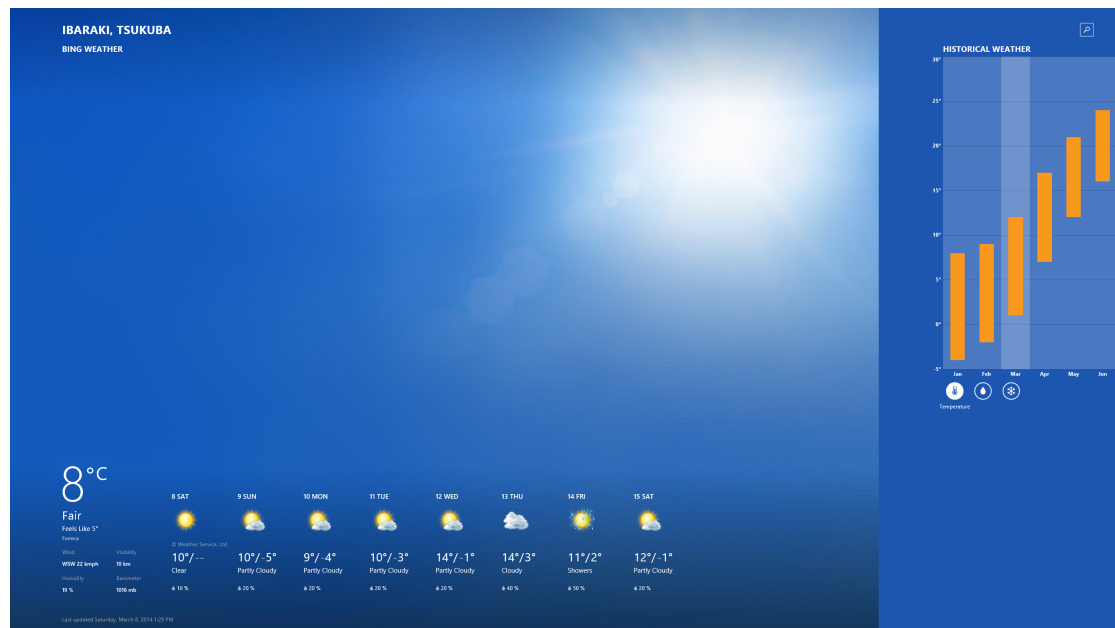 IBARAKI, TSUKUBA
BING WEATHER
HISTORICAL WEATHER
30°
25°
20°
15°
10°
5°
0°
-5°
Jan Feb Mar Apr May Jun
Temperature
8°C
Fair
Feels Like 5°
Foreca
Wind Visibility
WSW 22 kmph 10 km
Humidity Barometer
19 % 1016 mb
8 SAT 9 SUN 10 MON 11 TUE 12 WED 13 THU 14 FRI 15 SAT
© Weather Service, Ltd
10°/-- 10°/-5° 9°/-4° 10°/-3° 14°/-1° 14°/3° 11°/2° 12°/-1°
Clear Partly Cloudy Partly Cloudy Partly Cloudy Partly Cloudy Cloudy Showers Partly Cloudy
10 % 20 % 20 % 20 % 20 % 40 % 50 % 20 %
Last updated Saturday, March 8, 2014 1:29 PM